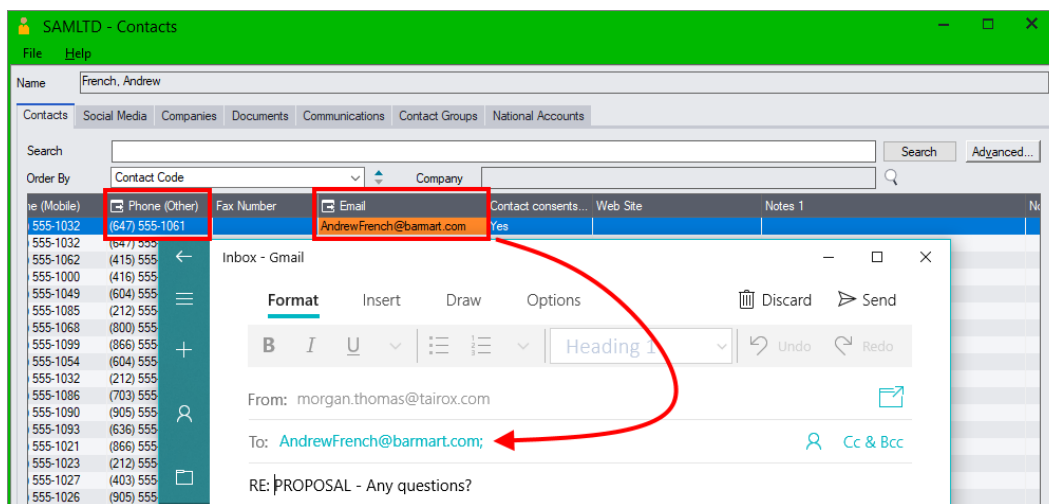 SAMLTD - Contacts
File Help
Name French, Andrew
Contacts Social Media Companies Documents Communications Contact Groups National Accounts
Search Search Advanced...
Order By Contact Code Company
ne (Mobile) Phone (Other) Fax Number Email Contact consents... Web Site Notes 1 No
555-1032 (647) 555-1061 AndrewFrench@barmart.com Yes
555-1032 (647) 555
555-1062 (415) 555
555-1000 (416) 555
555-1049 (604) 555
555-1085 (212) 555
555-1068 (800) 555
555-1099 (866) 555
555-1054 (604) 555
555-1032 (212) 555
555-1086 (703) 555
555-1090 (905) 555
555-1093 (636) 555
555-1021 (866) 555
555-1023 (212) 555
555-1027 (403) 555
555-1026 (905) 555
Inbox - Gmail
Format Insert Draw Options Discard Send
B I U Heading 1 Undo Redo
From: morgan.thomas@tairox.com
To: AndrewFrench@barmart.com; Cc & Bcc
RE: PROPOSAL - Any questions?